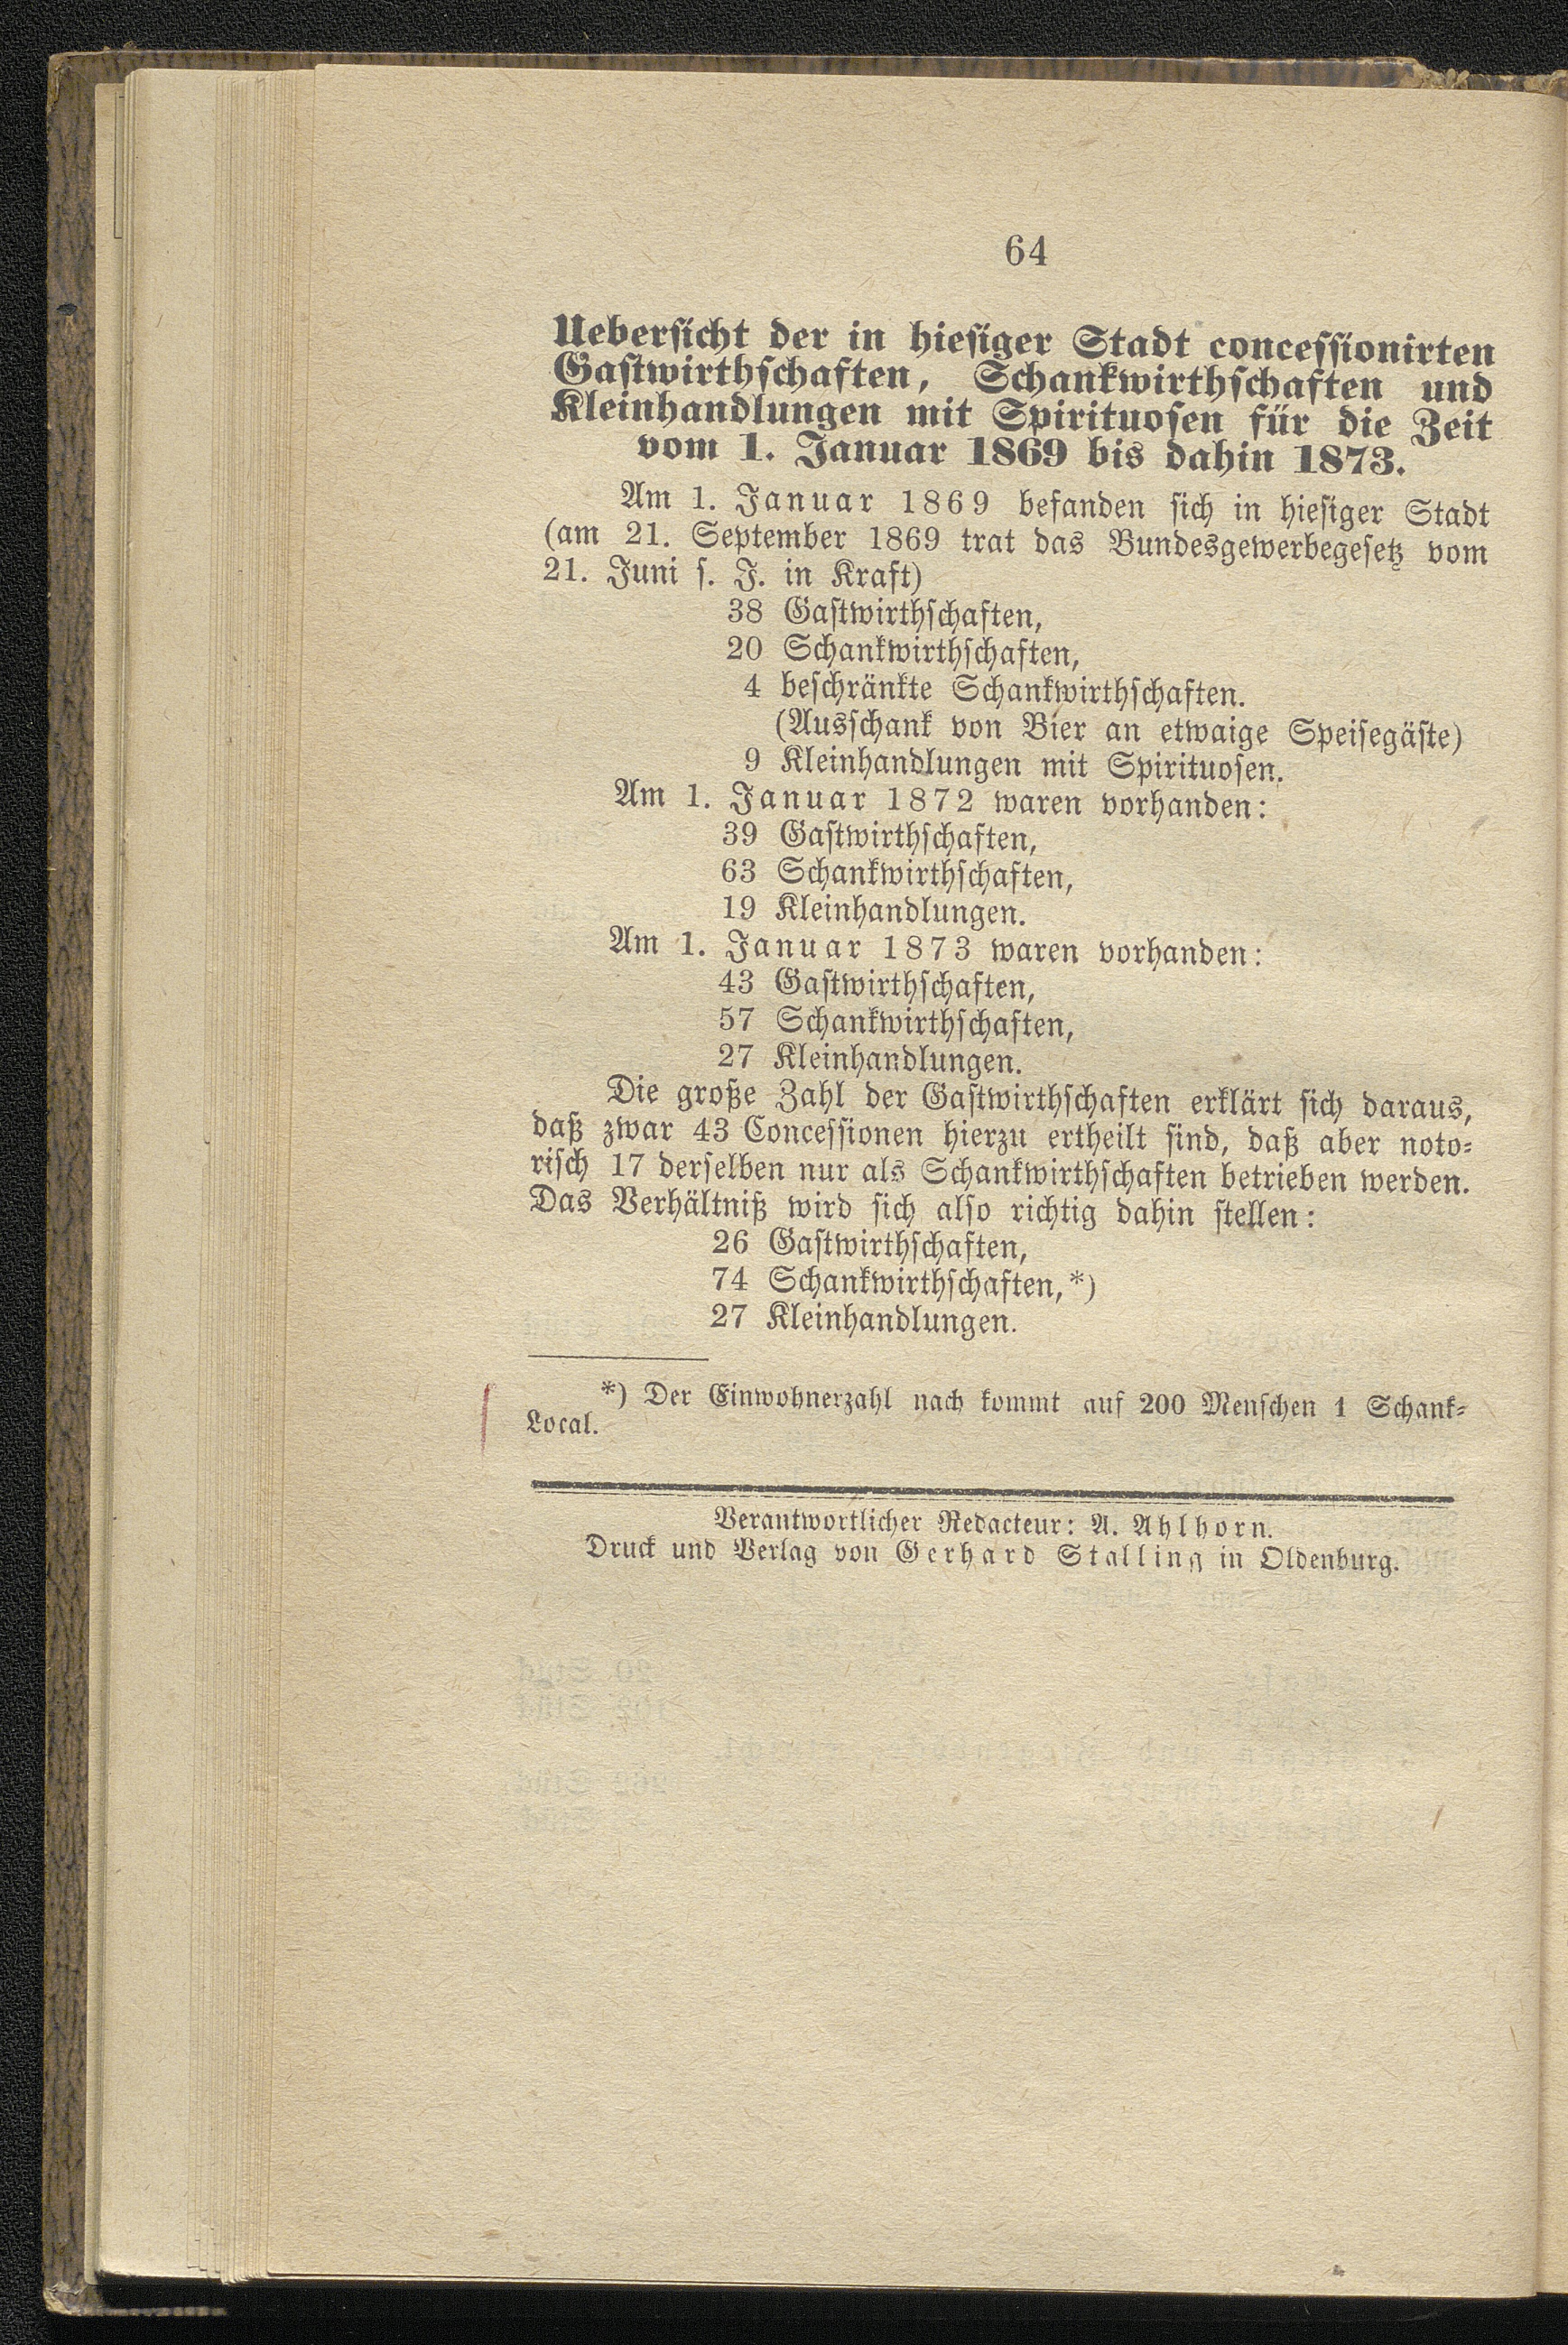 64
Uebersicht der in hiesiger Stadt concessionirten
Gastwirthschaften, Schankwirthschaften und
Kleinhandlungen mit Spirituosen für die Zeit
vom 1. Januar 1869 bis dahin 1873.
Am 1. Januar 1869 befanden sich in hiesiger Stadt
(am 21. September 1869 trat das Bundesgewerbegesetz vom
21. Juni s. J. in Kraft)
38 Gastwirthschaften,
20 Schankwirthschaften,
4 beschränkte Schankwirthschaften.
(Ausschank von Bier an etwaige Speisegäste)
9 Kleinhandlungen mit Spirituosen.
Am 1. Januar 1872 waren vorhanden:
39 Gastwirthschaften,
63 Schankwirthschaften,
19 Kleinhandlungen.
Am 1. Januar 1873 waren vorhanden:
43 Gastwirthschaften,
57 Schankwirthschaften,
27 Kleinhandlungen.
Die große Zahl der Gastwirthschaften erklärt sich daraus,
daß zwar 43 Concessionen hierzu ertheilt sind, daß aber noto-
risch 17 derselben nur als Schankwirthschaften betrieben werden.
Das Verhältniß wird sich also richtig dahin stellen:
26 Gastwirthschaften,
74 Schankwirthschaften,*)
27 Kleinhandlungen.
*) Der Einwohnerzahl nach kommt auf 200 Menschen 1 Schank-
Local.
Verantwortlicher Redacteur: A. Ahlhorn.
Druck und Verlag von Gerhard Stalling in Oldenburg.